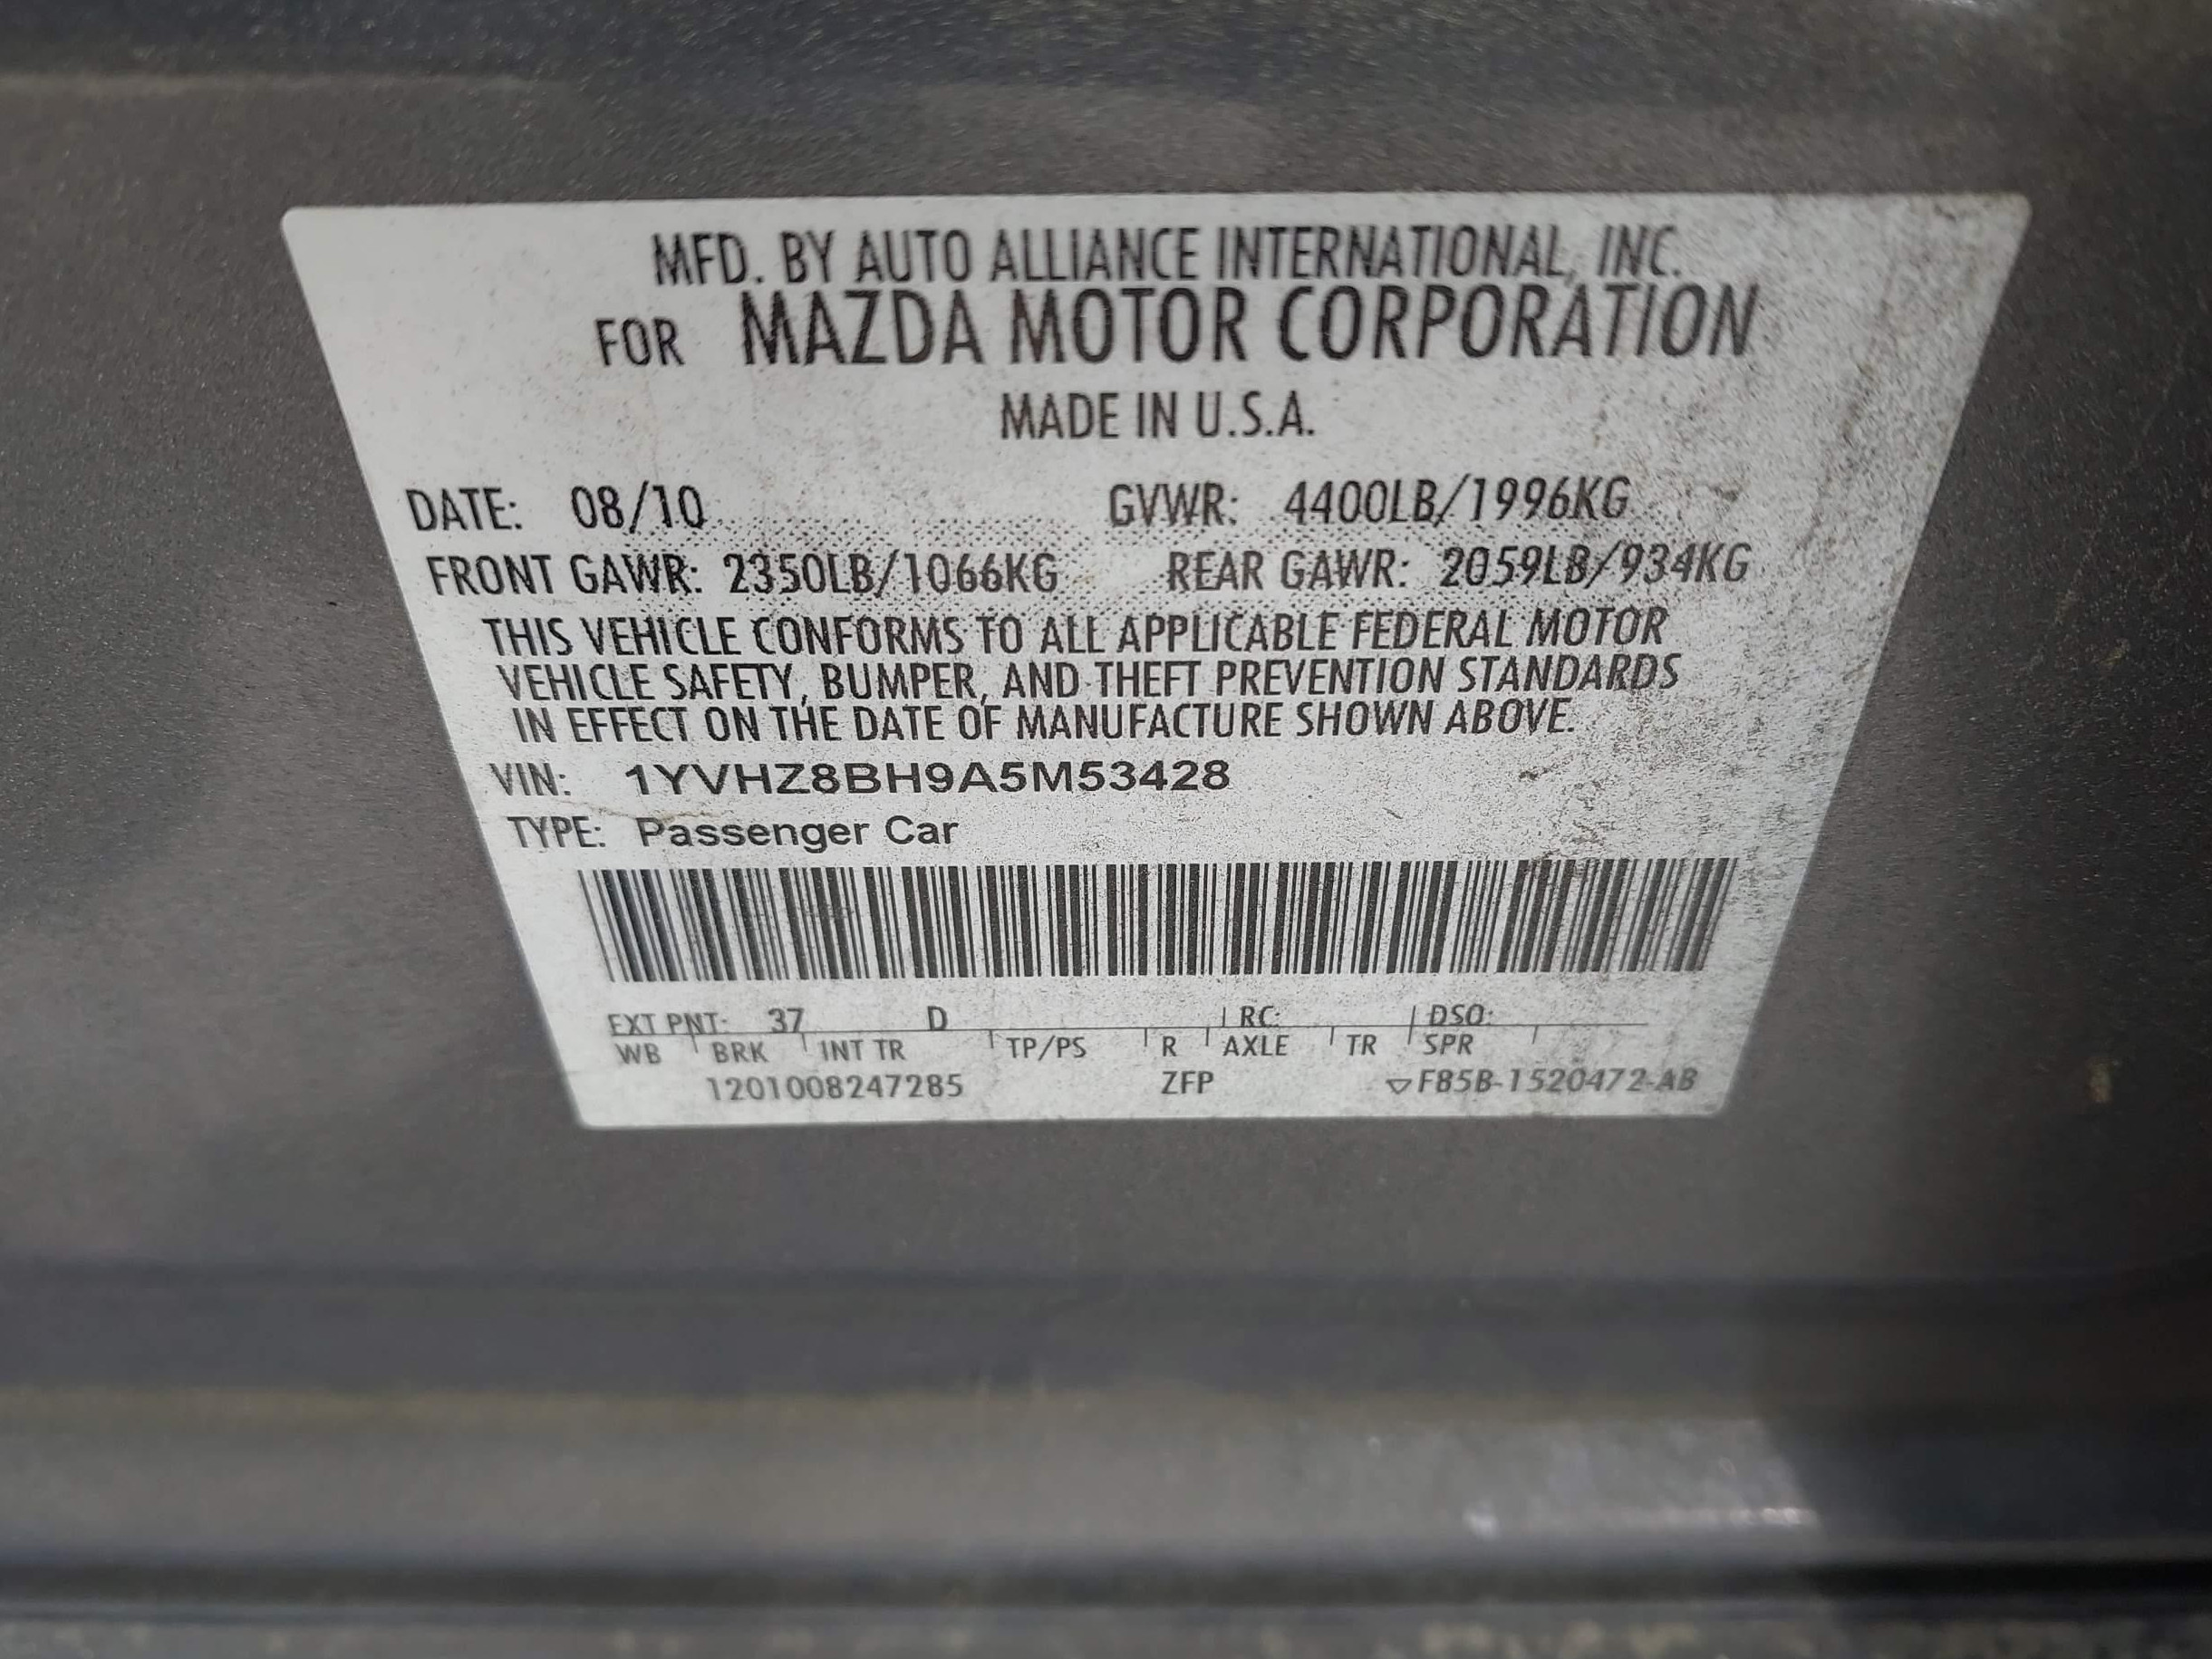 MFD. BY AUTO ALLIANCE INTERNATIONAL, INC.
FOR MAZDA MOTOR CORPORATION
MADE IN U.S.A.
DATE: 08/10 GVWR: 4400LB/1996KG
FRONT GAWR: 2350LB/1066KG REAR GAWR: 2059LB/934KG
THIS VEHICLE CONFORMS TO ALL APPLICABLE FEDERAL MOTOR
VEHICLE SAFETY, BUMPER, AND THEFT PREVENTION STANDARDS
IN EFFECT ON THE DATE OF MANUFACTURE SHOWN ABOVE.
VIN: 1YVHZ8BH9A5M53428
TYPE: Passenger Car
EXT PNT: 37 D RC: DSO:
WB BRK INT TR TP/PS R AXLE TR SPR
1201008247285 ZFP ▽F85B-1520472-AB